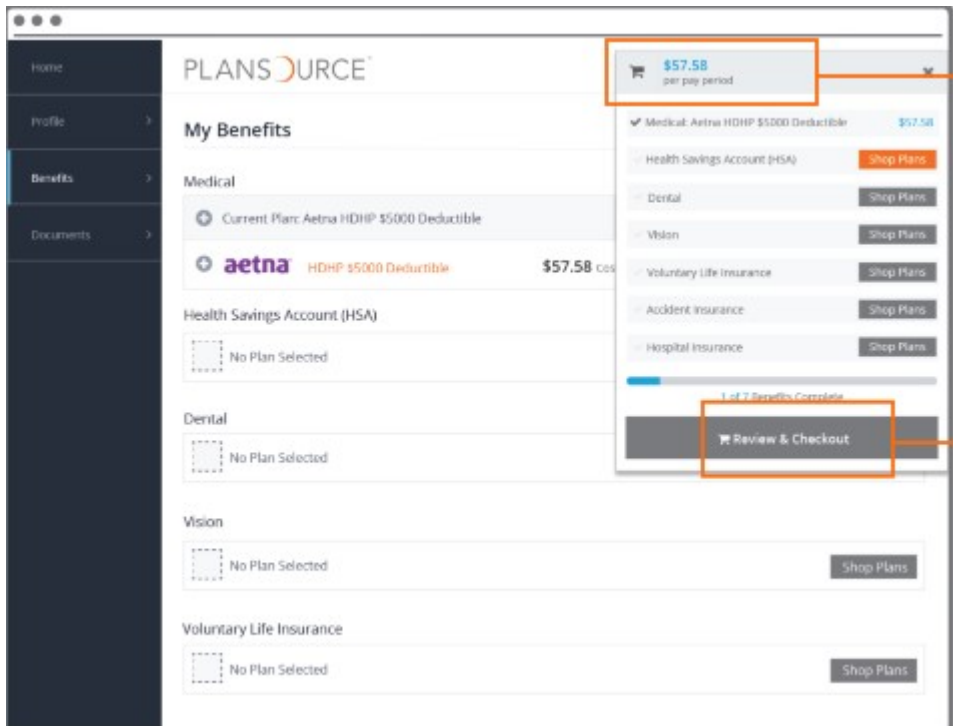 Home
Profile
Benefits
Documents
PLANSOURCE
My Benefits
Medical
Current Plan: Aetna HDHP $5000 Deductible
aetna HDHP $5000 Deductible $57.58
Health Savings Account (HSA)
No Plan Selected
Dental
No Plan Selected
Vision
No Plan Selected Shop Plans
Voluntary Life Insurance
No Plan Selected Shop Plans
$57.58
per pay period
Medical: Aetna HDHP $5000 Deductible $57.58
Health Savings Account (HSA) Shop Plans
Dental Shop Plans
Vision Shop Plans
Voluntary Life Insurance Shop Plans
Accident Insurance Shop Plans
Hospital Insurance Shop Plans
1 of 7 Benefits Complete
Review & Checkout